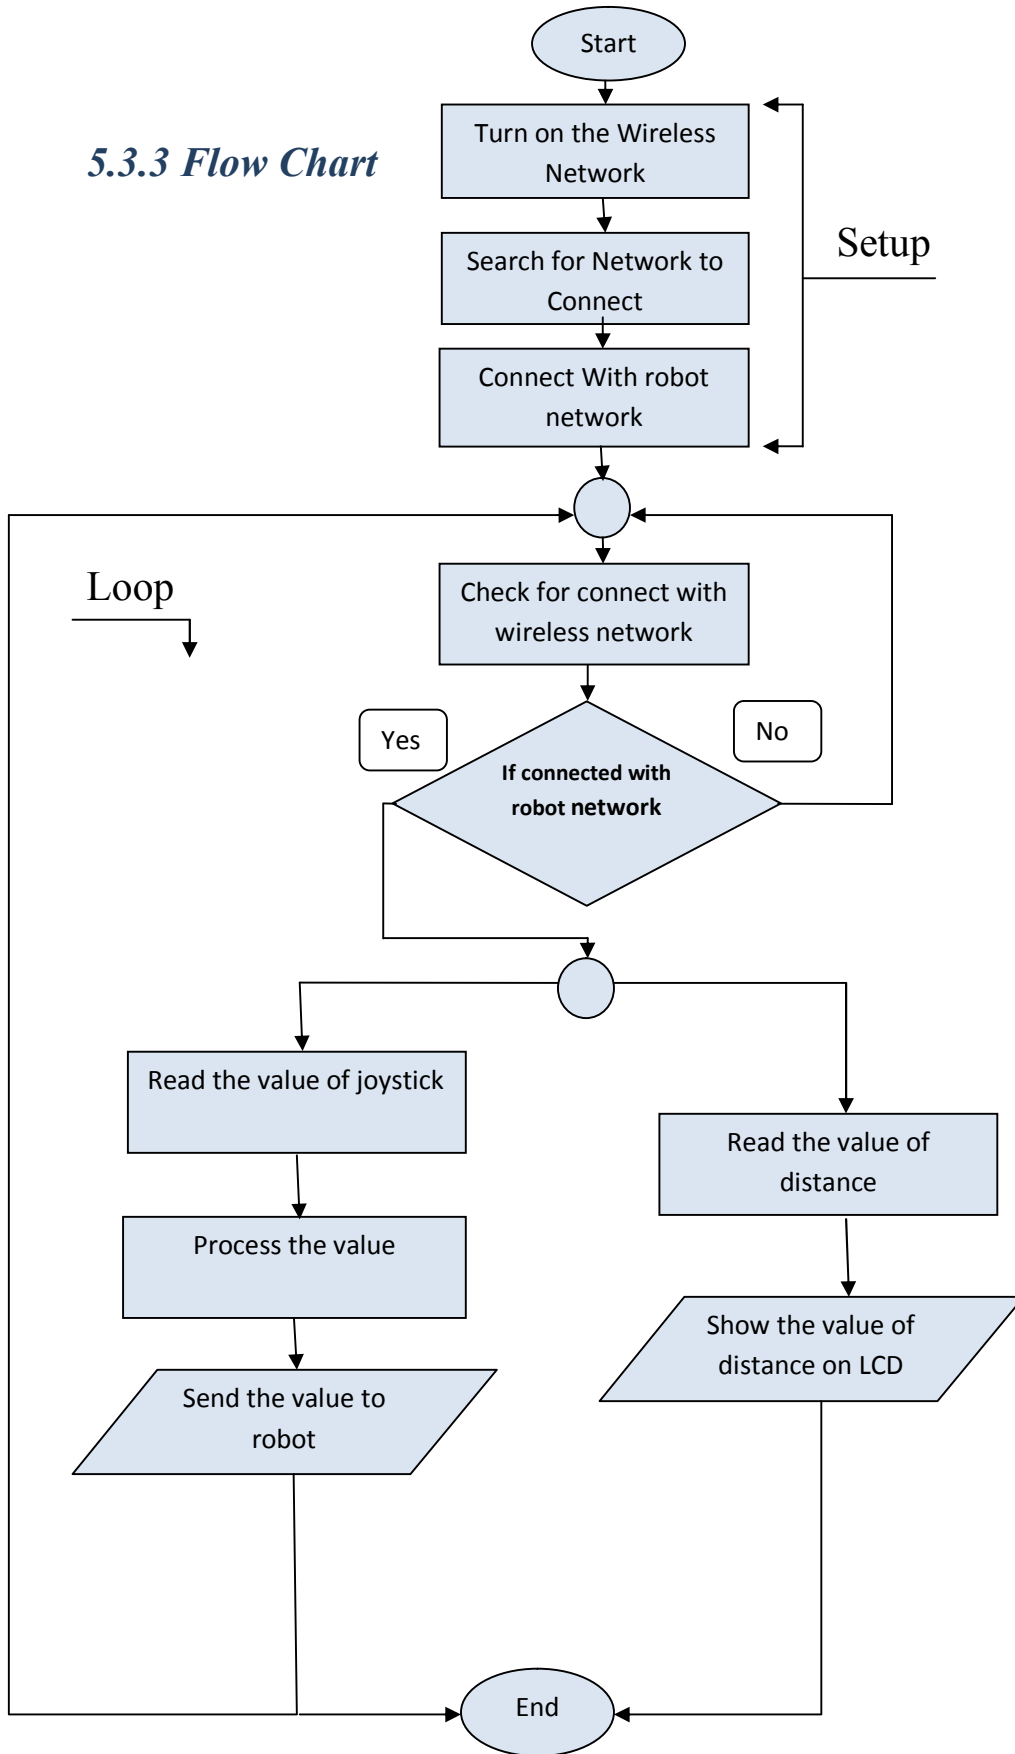 Start
5.3.3 Flow Chart
Turn on the Wireless
Network
Setup
Search for Network to
Connect
Connect With robot
network
Loop
Check for connect with
wireless network
Yes
No
If connected with
robot network
Read the value of joystick
Read the value of
distance
Process the value
Show the value of
distance on LCD
Send the value to
robot
End